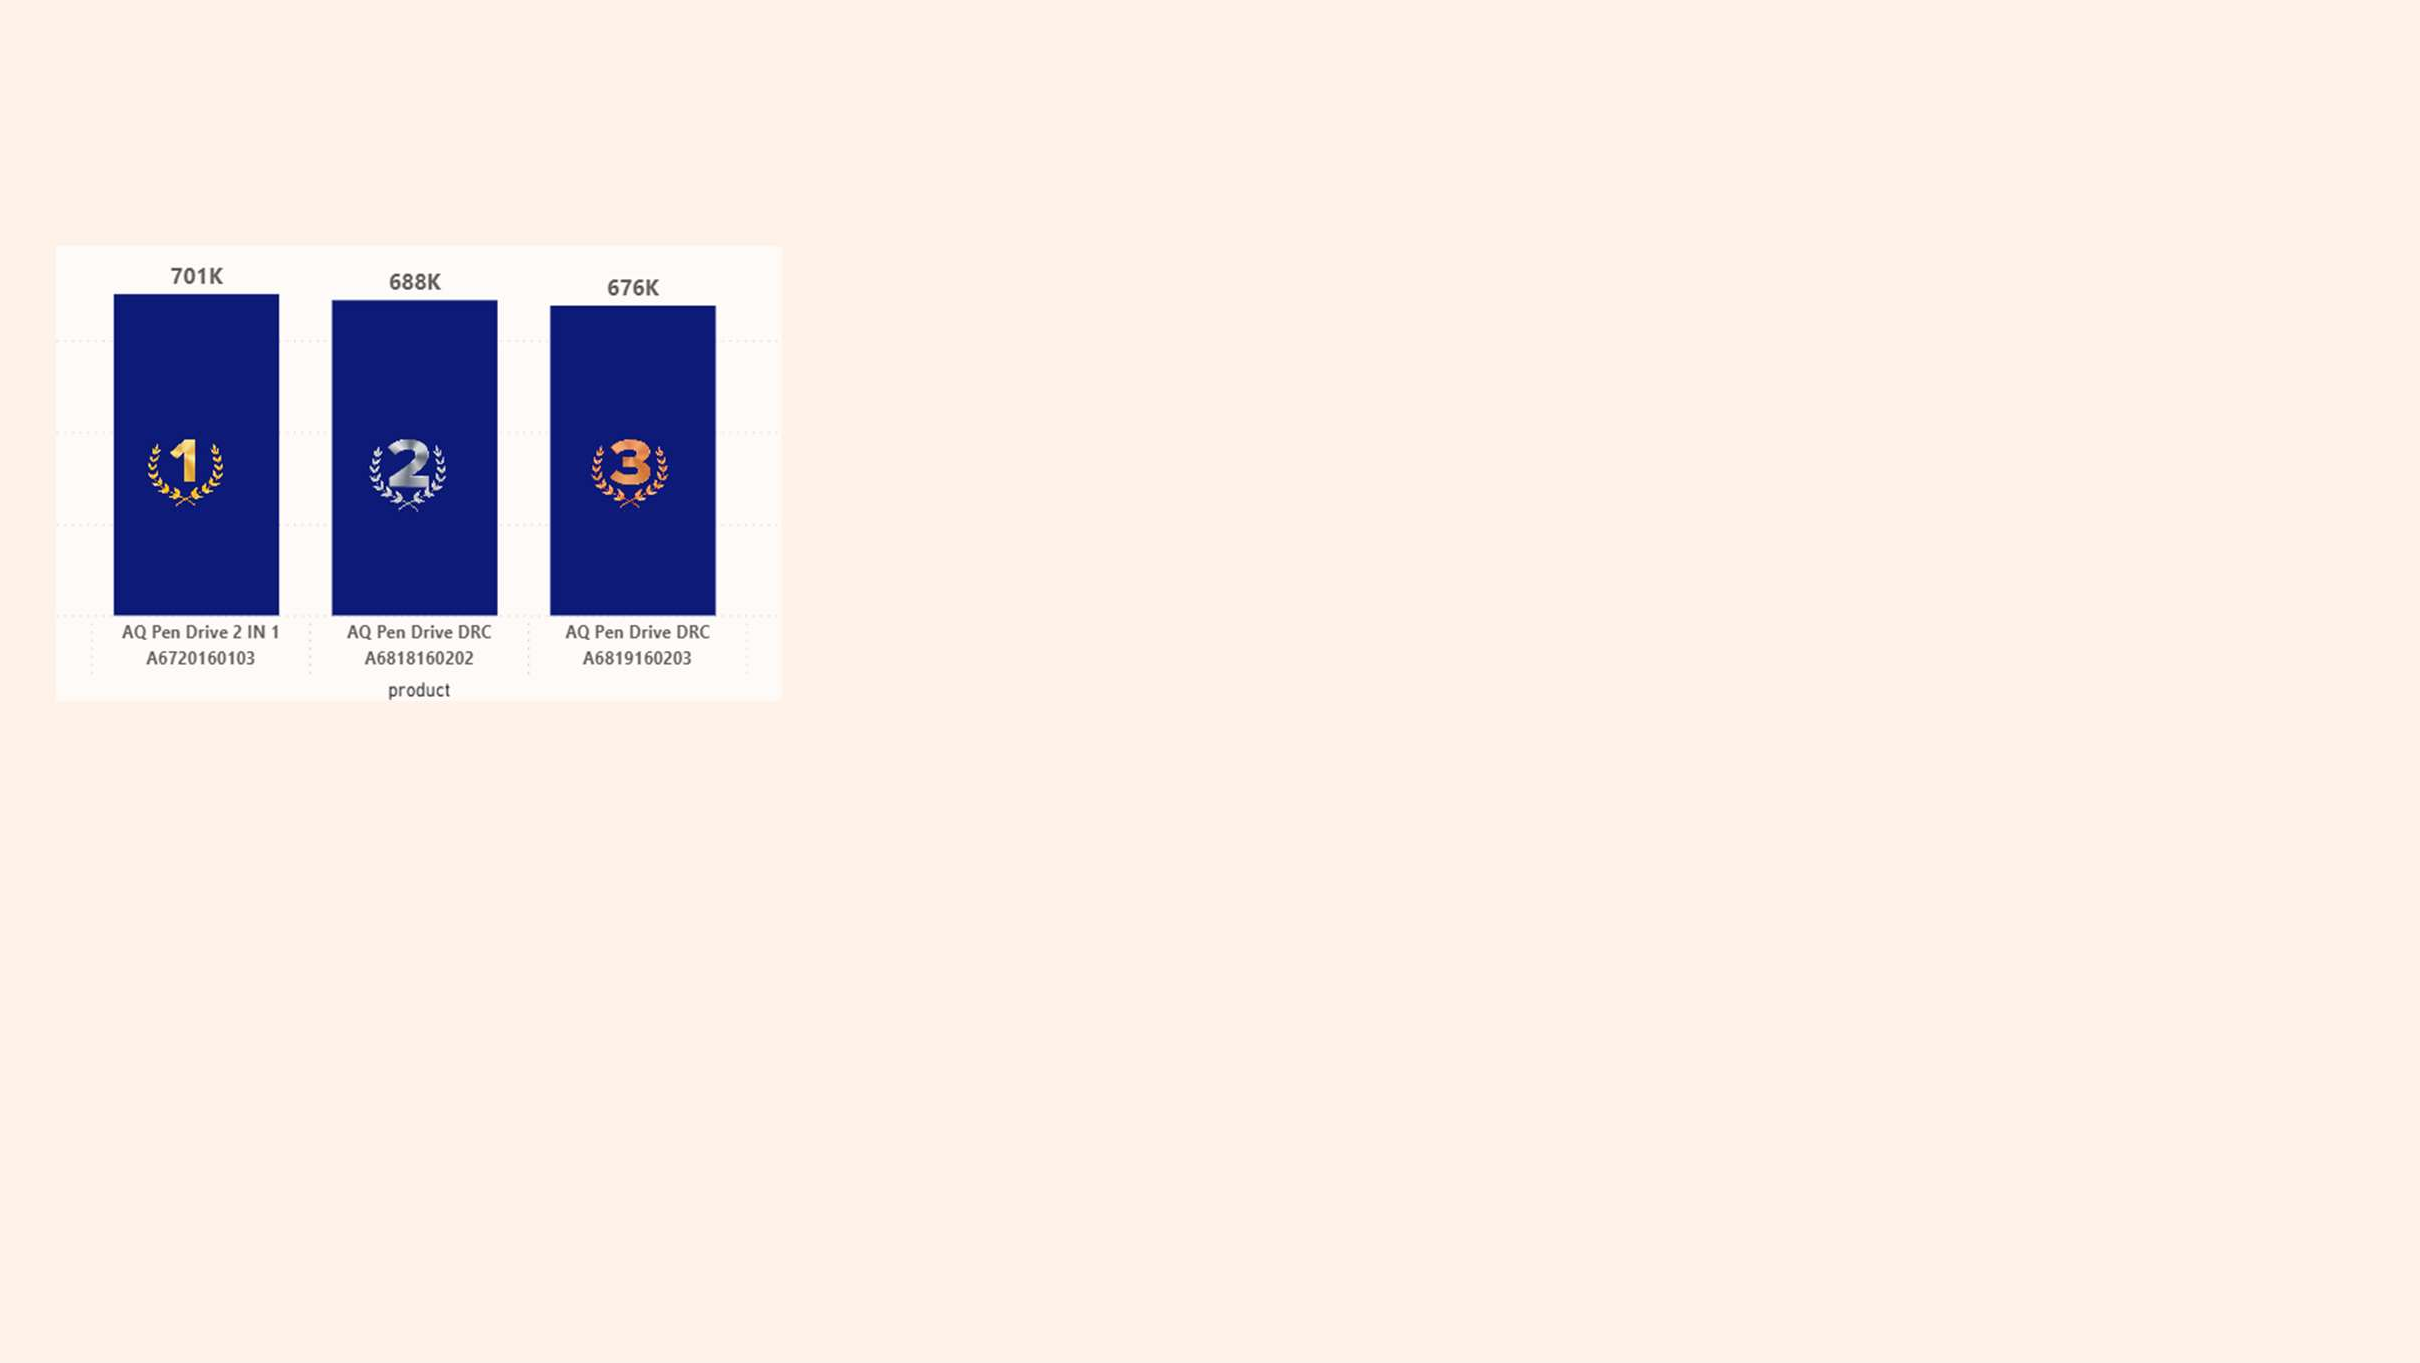 701K
688K
676K
1
2
3
AQ Pen Drive 2 IN 1
A6720160103
AQ Pen Drive DRC
A6818160202
AQ Pen Drive DRC
A6819160203
product